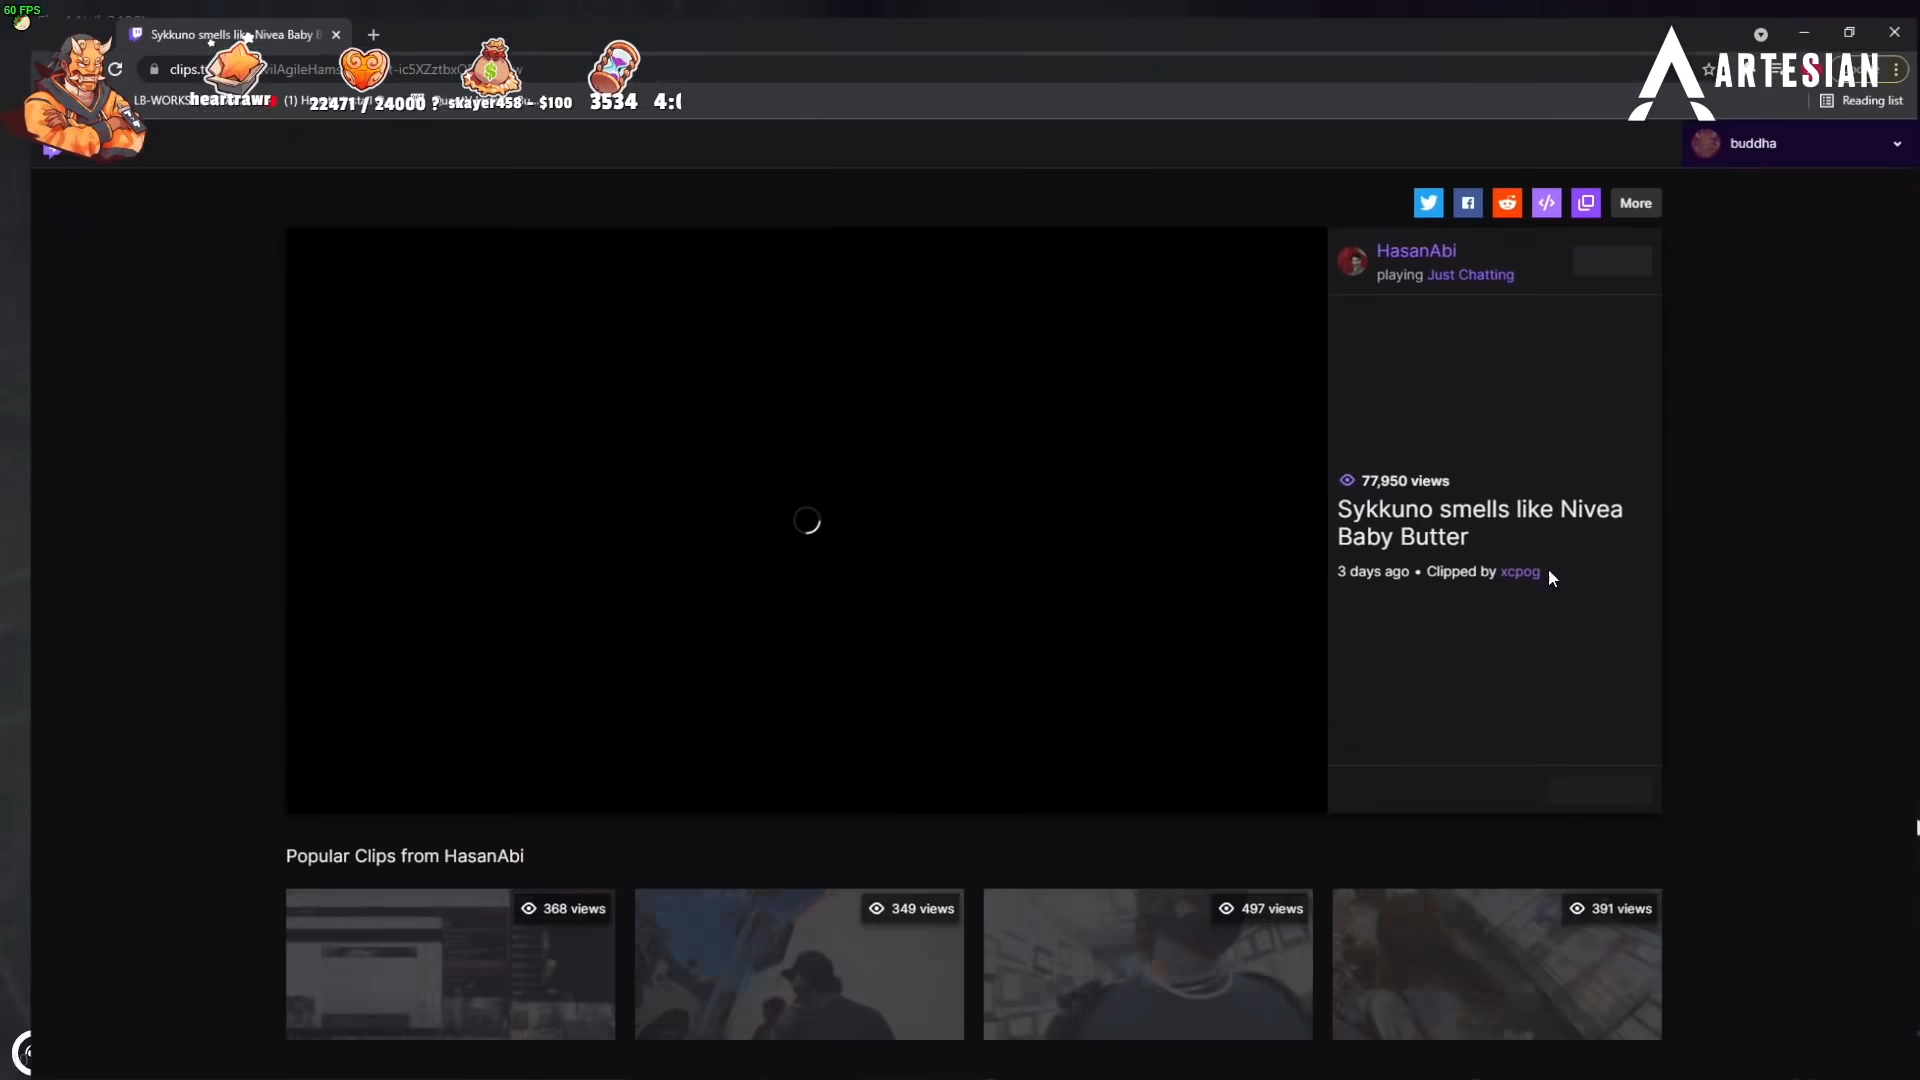 60 FPS
Sykkuno smells like Nivea Baby B
ARTESIAN
clips.t
LB-WORKS
heartrawr
22471 / 24000 ?
skayer458 - $100
3534
4:0
Reading list
buddha
More
HasanAbi
playing Just Chatting
77,950 views
Sykkuno smells like Nivea
Baby Butter
3 days ago • Clipped by xcpog
Popular Clips from HasanAbi
368 views
349 views
497 views
391 views